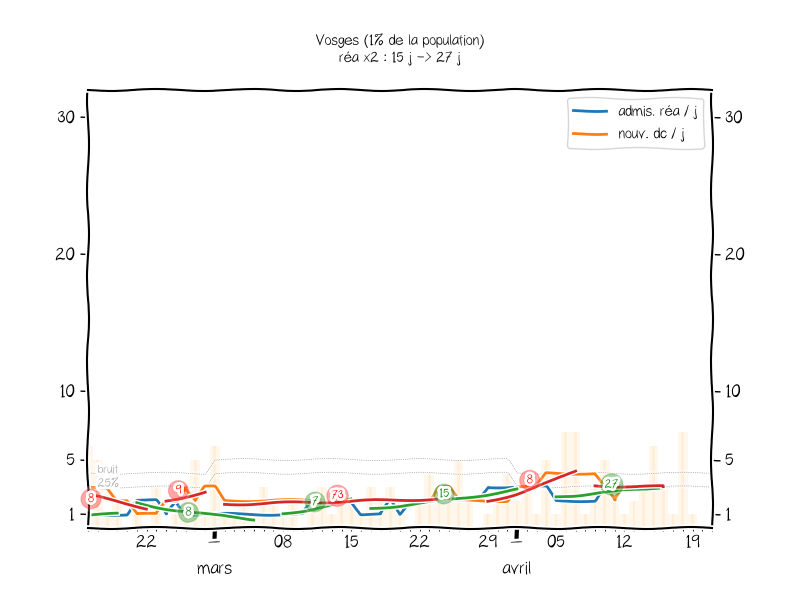 Vosges (1% de la population)
réa x2 : 15 j -> 27 j
admis. réa / j
nouv. dc / j
30 30
20 20
10 10
5 5
1 1
bruit
25%
8 9 8 7 73 15 8 27
22 1 08 15 22 29 1 05 12 19
mars avril